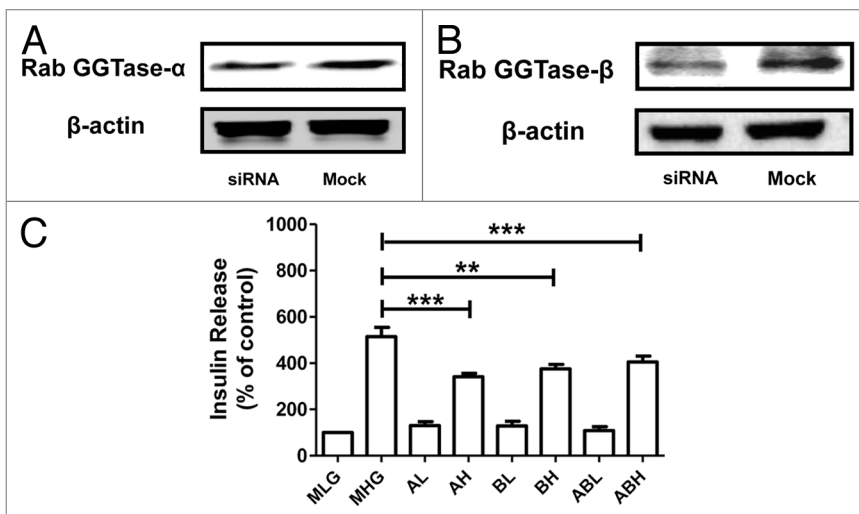 A
Rab GGTase-α
β-actin
siRNA Mock
B
Rab GGTase-β
β-actin
siRNA Mock
C
Insulin Release
(% of control)
1000
800
600
400
200
0
***
**
***
MLG MHG AL AH BL BH ABL ABH